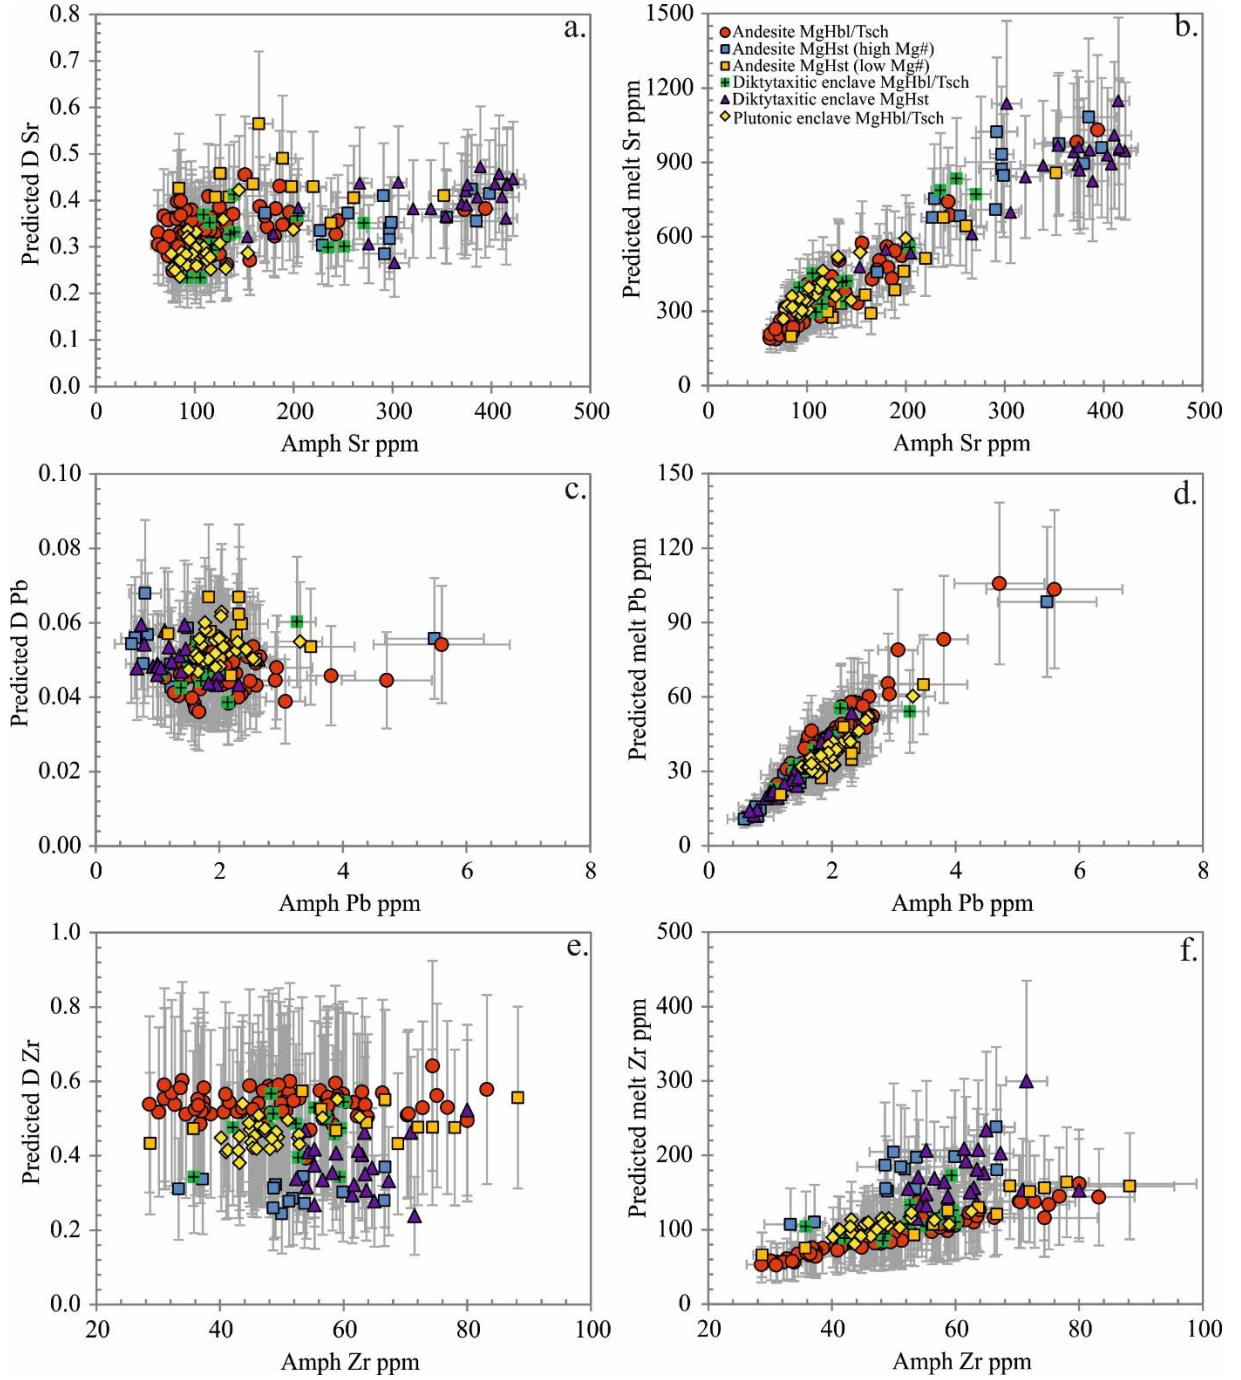 a.
0.8
0.7
0.6
0.5
0.4
0.3
0.2
0.1
0.0
Predicted D Sr
0
100
200
300
400
500
Amph Sr ppm
b.
1500
1200
900
600
300
0
Predicted melt Sr ppm
Andesite MgHbl/Tsch
Andesite MgHst (high Mg#)
Andesite MgHst (low Mg#)
Diktytaxitic enclave MgHbl/Tsch
Diktytaxitic enclave MgHst
Plutonic enclave MgHbl/Tsch
0
100
200
300
400
500
Amph Sr ppm
c.
0.10
0.08
0.06
0.04
0.02
0.00
Predicted D Pb
0
2
4
6
8
Amph Pb ppm
d.
150
120
90
60
30
0
Predicted melt Pb ppm
0
2
4
6
8
Amph Pb ppm
e.
1.0
0.8
0.6
0.4
0.2
0.0
Predicted D Zr
20
40
60
80
100
Amph Zr ppm
f.
500
400
300
200
100
0
Predicted melt Zr ppm
20
40
60
80
100
Amph Zr ppm